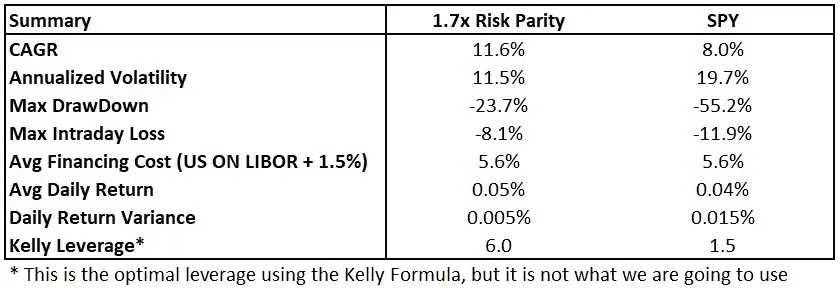 Summary 1.7x Risk Parity SPY
CAGR 11.6% 8.0%
Annualized Volatility 11.5% 19.7%
Max DrawDown -23.7% -55.2%
Max Intraday Loss -8.1% -11.9%
Avg Financing Cost (US ON LIBOR + 1.5%) 5.6% 5.6%
Avg Daily Return 0.05% 0.04%
Daily Return Variance 0.005% 0.015%
Kelly Leverage* 6.0 1.5
* This is the optimal leverage using the Kelly Formula, but it is not what we are going to use